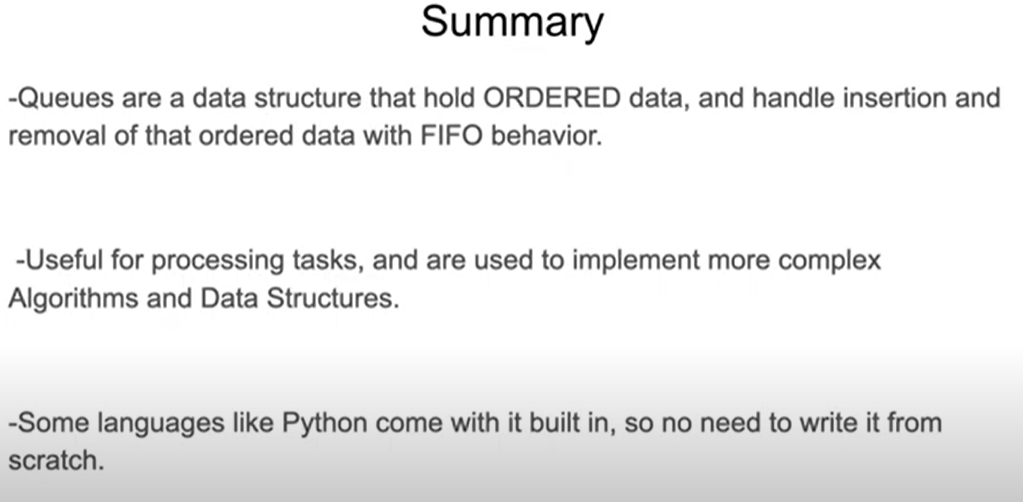 Summary
-Queues are a data structure that hold ORDERED data, and handle insertion and
removal of that ordered data with FIFO behavior.
-Useful for processing tasks, and are used to implement more complex
Algorithms and Data Structures.
-Some languages like Python come with it built in, so no need to write it from
scratch.